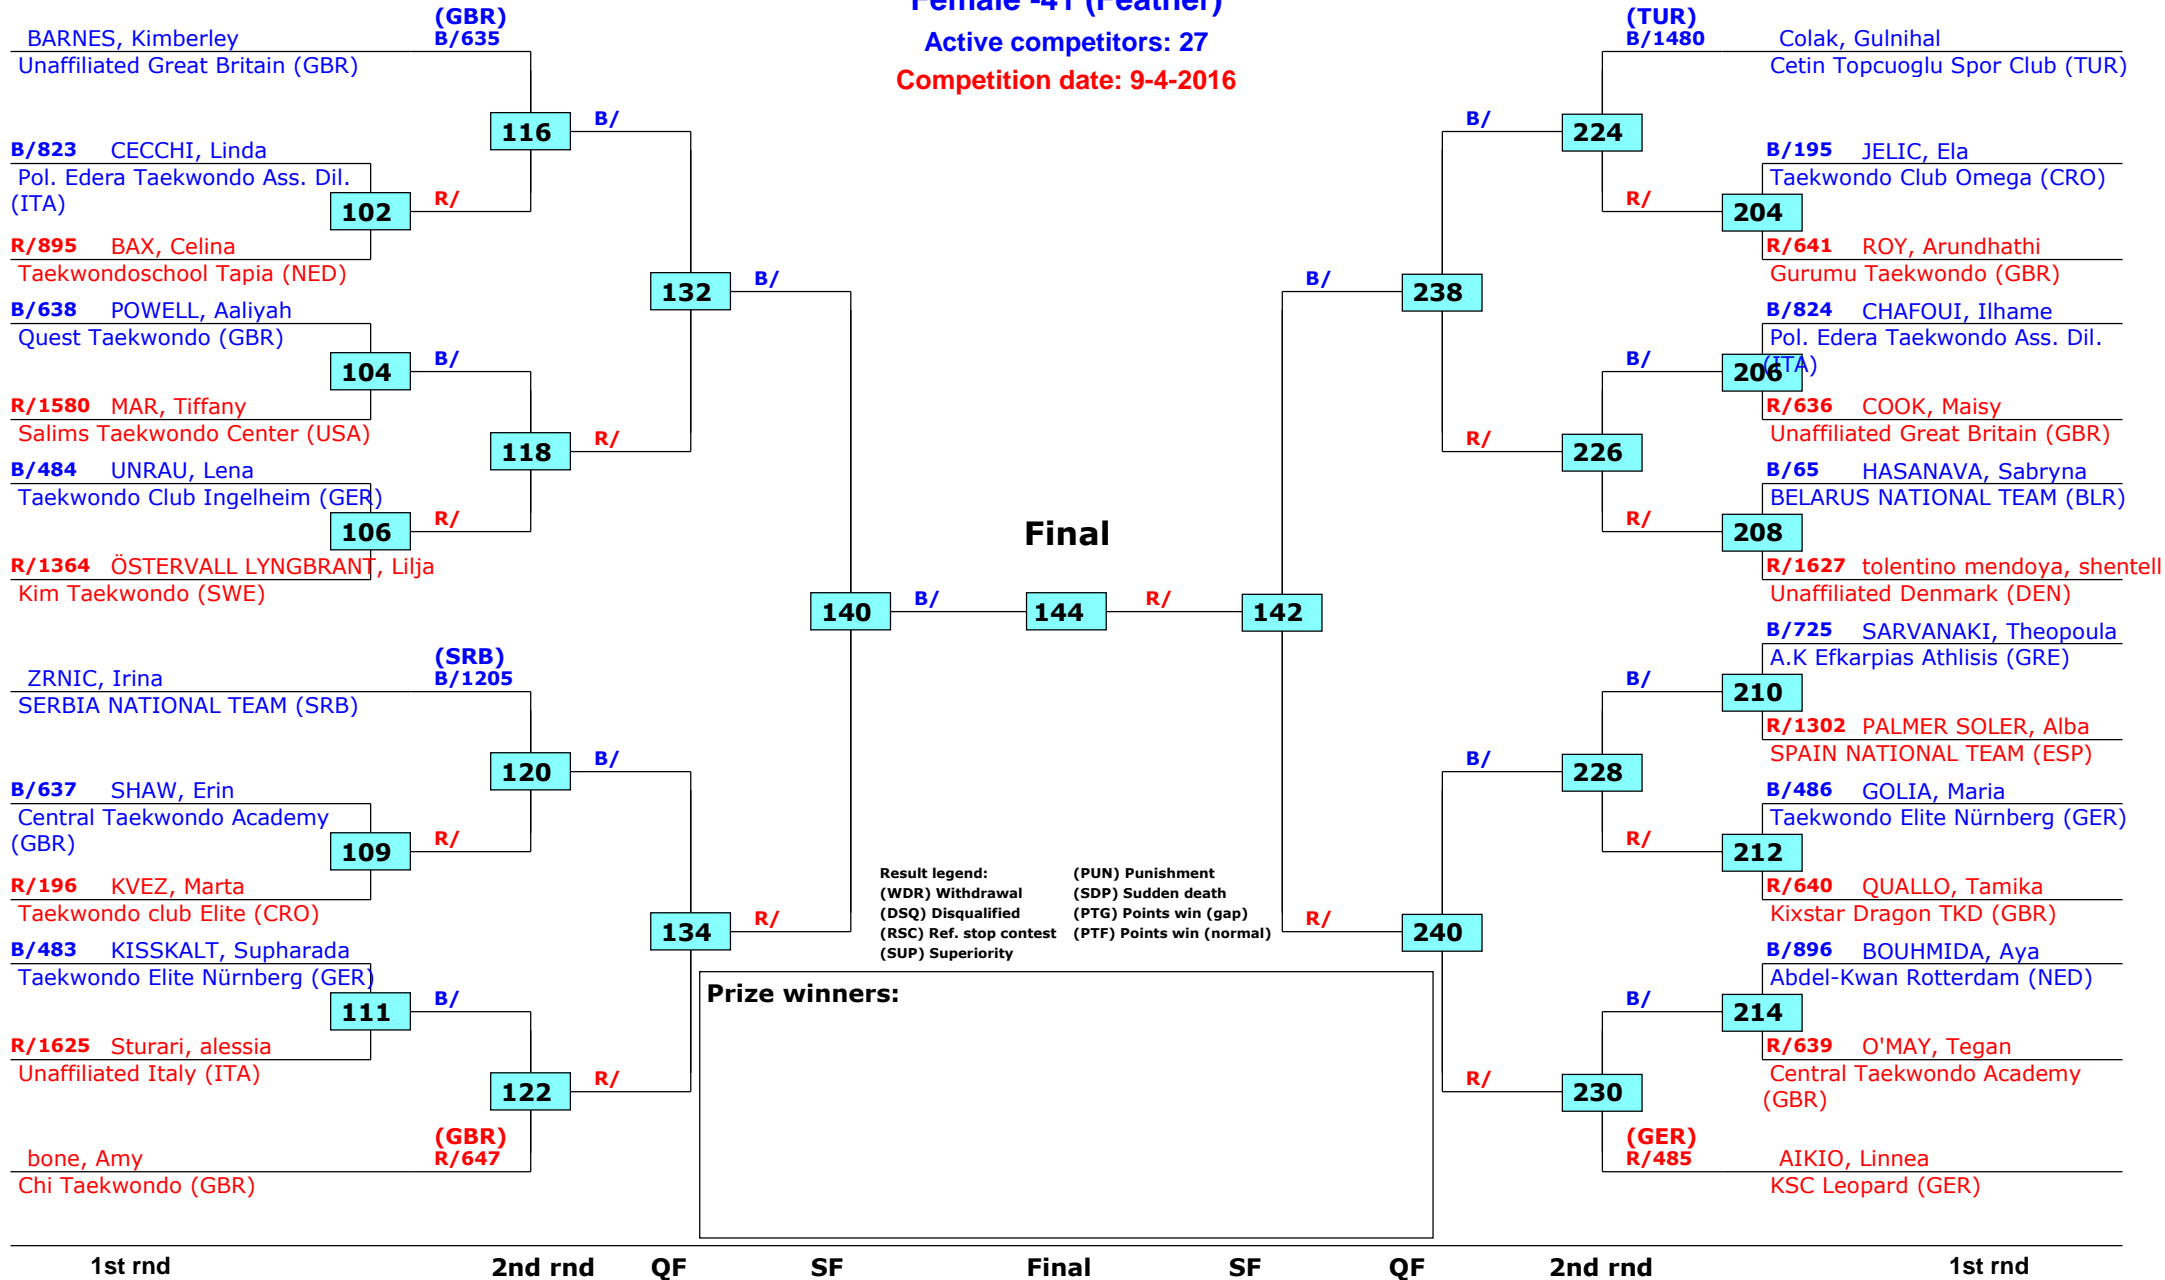 Female -41 (Feather)
Active competitors: 27
Competition date: 9-4-2016
(GBR)
BARNES, Kimberley B/635
Unaffiliated Great Britain (GBR)
116
B/
B/823 CECCHI, Linda
Pol. Edera Taekwondo Ass. Dil.
(ITA)
102
R/
R/895 BAX, Celina
Taekwondoschool Tapia (NED)
132
B/
B/638 POWELL, Aaliyah
Quest Taekwondo (GBR)
104
B/
R/1580 MAR, Tiffany
Salims Taekwondo Center (USA)
118
R/
B/484 UNRAU, Lena
Taekwondo Club Ingelheim (GER)
106
R/
R/1364 ÖSTERVALL LYNGBRANT, Lilja
Kim Taekwondo (SWE)
140
B/
(SRB)
ZRNIC, Irina B/1205
SERBIA NATIONAL TEAM (SRB)
120
B/
B/637 SHAW, Erin
Central Taekwondo Academy
(GBR)
109
R/
R/196 KVEZ, Marta
Taekwondo club Elite (CRO)
134
R/
B/483 KISSKALT, Supharada
Taekwondo Elite Nürnberg (GER)
111
B/
R/1625 Sturari, alessia
Unaffiliated Italy (ITA)
122
R/
(GBR)
bone, Amy R/647
Chi Taekwondo (GBR)
Final
144
R/
142
(TUR)
B/1480 Colak, Gulnihal
Cetin Topcuoglu Spor Club (TUR)
B/
224
B/195 JELIC, Ela
Taekwondo Club Omega (CRO)
R/
204
R/641 ROY, Arundhathi
Gurumu Taekwondo (GBR)
B/
238
B/824 CHAFOUI, Ilhame
Pol. Edera Taekwondo Ass. Dil.
(ITA)
B/
206
R/636 COOK, Maisy
Unaffiliated Great Britain (GBR)
R/
226
B/65 HASANAVA, Sabryna
BELARUS NATIONAL TEAM (BLR)
R/
208
R/1627 tolentino mendoya, shentell
Unaffiliated Denmark (DEN)
B/725 SARVANAKI, Theopoula
A.K Efkarpias Athlisis (GRE)
B/
210
R/1302 PALMER SOLER, Alba
SPAIN NATIONAL TEAM (ESP)
B/
228
B/486 GOLIA, Maria
Taekwondo Elite Nürnberg (GER)
R/
212
R/640 QUALLO, Tamika
Kixstar Dragon TKD (GBR)
R/
240
B/896 BOUHMIDA, Aya
Abdel-Kwan Rotterdam (NED)
B/
214
R/639 O'MAY, Tegan
Central Taekwondo Academy
(GBR)
R/
230
(GER)
R/485 AIKIO, Linnea
KSC Leopard (GER)
Result legend: (PUN) Punishment
(WDR) Withdrawal (SDP) Sudden death
(DSQ) Disqualified (PTG) Points win (gap)
(RSC) Ref. stop contest (PTF) Points win (normal)
(SUP) Superiority
Prize winners:
1st rnd 2nd rnd QF SF Final SF QF 2nd rnd 1st rnd